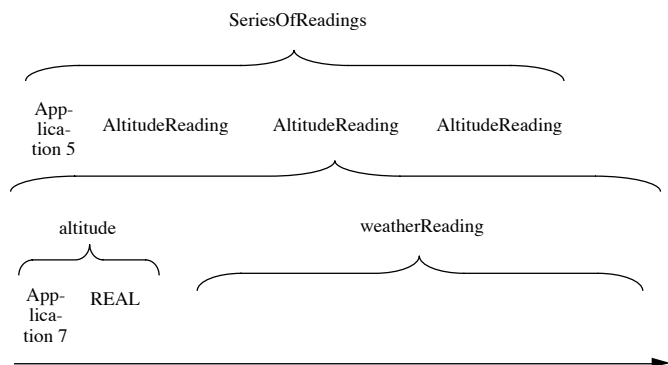 SeriesOfReadings
App-
lica-
tion 5
AltitudeReading AltitudeReading AltitudeReading
altitude
weatherReading
App-
lica-
tion 7
REAL